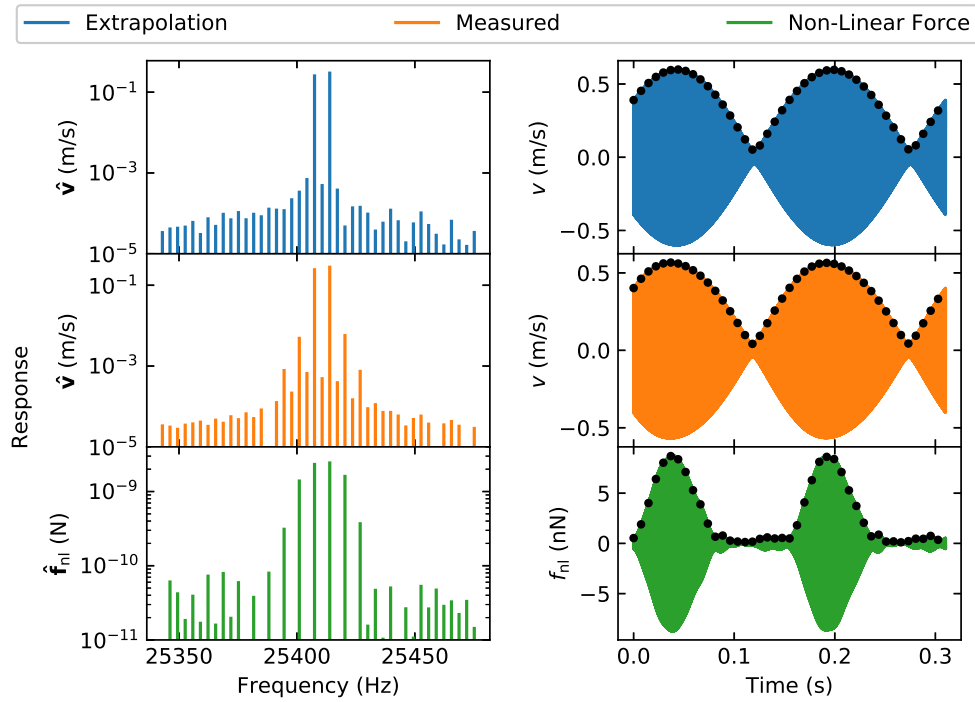 Extrapolation Measured Non-Linear Force
10⁻¹
10⁻³
10⁻⁵
v̂ (m/s)
0.5
0.0
−0.5
v (m/s)
10⁻¹
10⁻³
10⁻⁵
v̂ (m/s)
0.5
0.0
−0.5
v (m/s)
Response
10⁻⁹
10⁻¹⁰
10⁻¹¹
f̂nl (N)
5
0
−5
fnl (nN)
25350 25400 25450
Frequency (Hz)
0.0 0.1 0.2 0.3
Time (s)